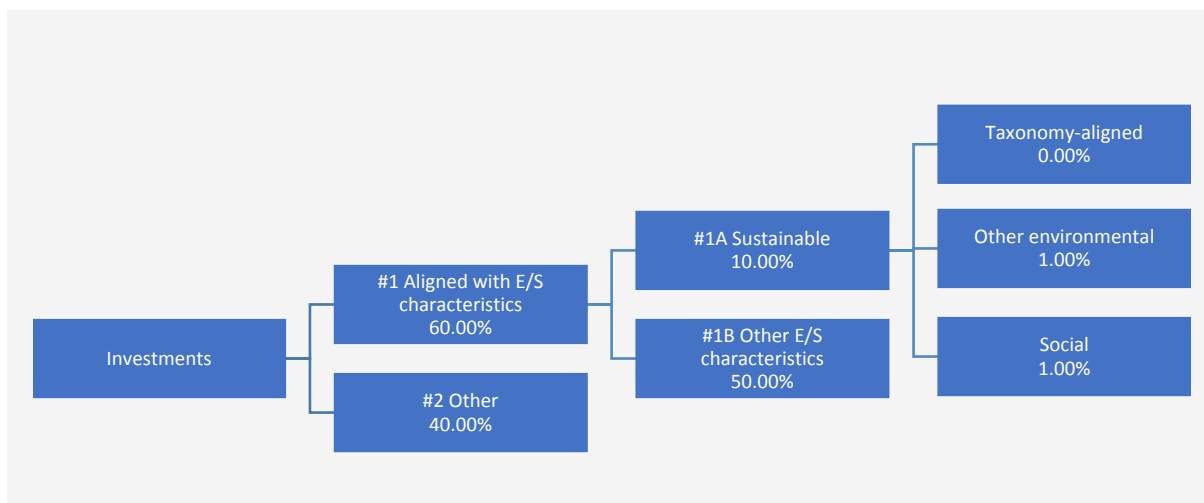 Investments
#1 Aligned with E/S
characteristics
60.00%
#2 Other
40.00%
#1A Sustainable
10.00%
#1B Other E/S
characteristics
50.00%
Taxonomy-aligned
0.00%
Other environmental
1.00%
Social
1.00%